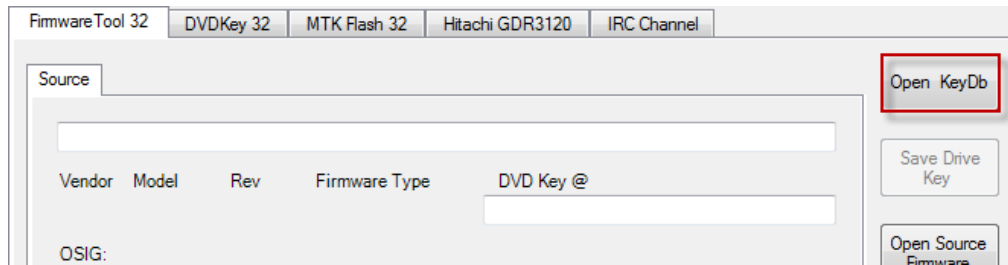 FirmwareTool 32 DVDKey 32 MTK Flash 32 Hitachi GDR3120 IRC Channel
Source
Open KeyDb
Save Drive
Key
Vendor Model Rev Firmware Type DVD Key @
OSIG:
Open Source
Firmware